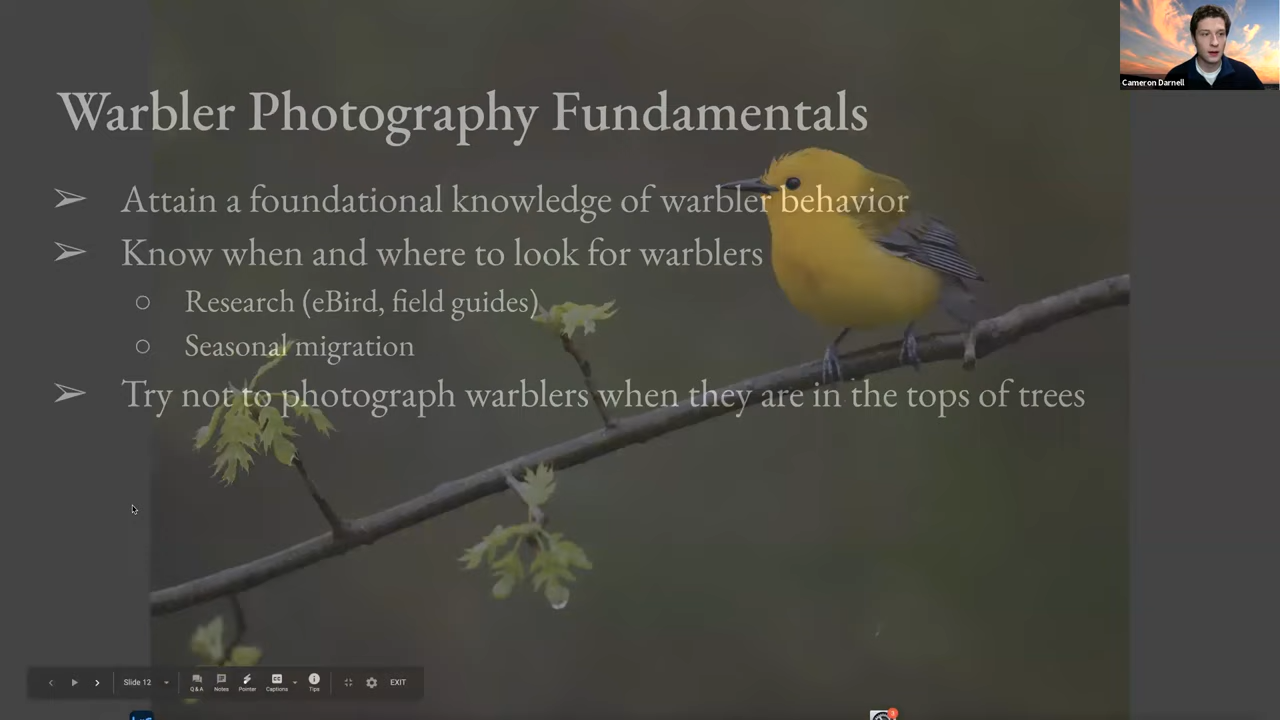 Cameron Darnell
Warbler Photography Fundamentals
➢ Attain a foundational knowledge of warbler behavior
➢ Know when and where to look for warblers
○ Research (eBird, field guides)
○ Seasonal migration
➢ Try not to photograph warblers when they are in the tops of trees
Slide 12
Q&A
Notes
Pointer
Captions
Tips
EXIT